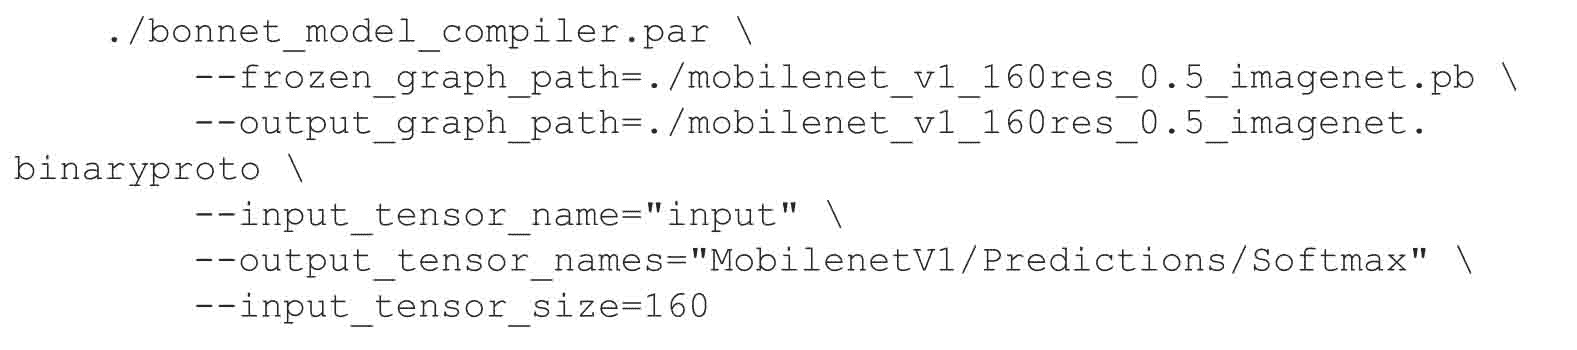 ./bonnet_model_compiler.par \
--frozen_graph_path=./mobilenet_v1_160res_0.5_imagenet.pb \
--output_graph_path=./mobilenet_v1_160res_0.5_imagenet.
binaryproto \
--input_tensor_name="input" \
--output_tensor_names="MobilenetV1/Predictions/Softmax" \
--input_tensor_size=160